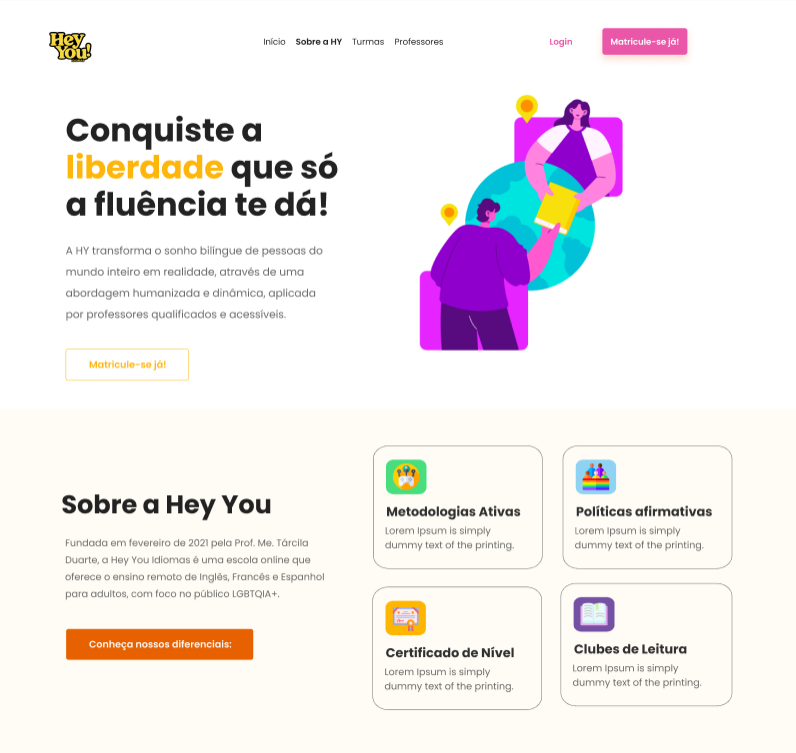 Hey You!
Início Sobre a HY Turmas Professores Login Matricule-se já!
Conquiste a
liberdade que só
a fluência te dá!
A HY transforma o sonho bilíngue de pessoas do
mundo inteiro em realidade, através de uma
abordagem humanizada e dinâmica, aplicada
por professores qualificados e acessíveis.
Matrícule-se já!
Sobre a Hey You
Fundada em fevereiro de 2021 pela Prof. Me. Tárcila
Duarte, a Hey You Idiomas é uma escola online que
oferece o ensino remoto de Inglês, Francês e Espanhol
para adultos, com foco no público LGBTQIA+.
Conheça nossos diferenciais:
Metodologias Ativas
Lorem Ipsum is simply
dummy text of the printing.
Políticas afirmativas
Lorem Ipsum is simply
dummy text of the printing.
Certificado de Nível
Lorem Ipsum is simply
dummy text of the printing.
Clubes de Leitura
Lorem Ipsum is simply
dummy text of the printing.